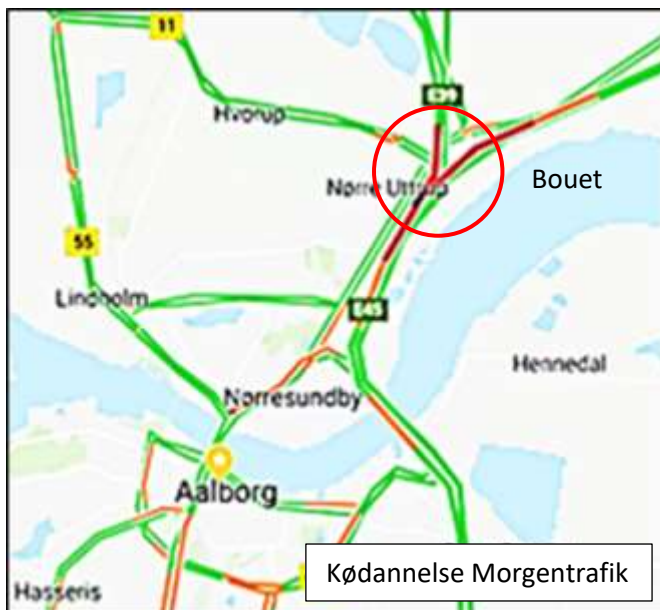 11
E39
Hvorup
Nørre Uttrup
Bouet
55
Lindholm
E45
Hennedal
Nørresundby
Aalborg
Kødannelse Morgentrafik
Hasseris